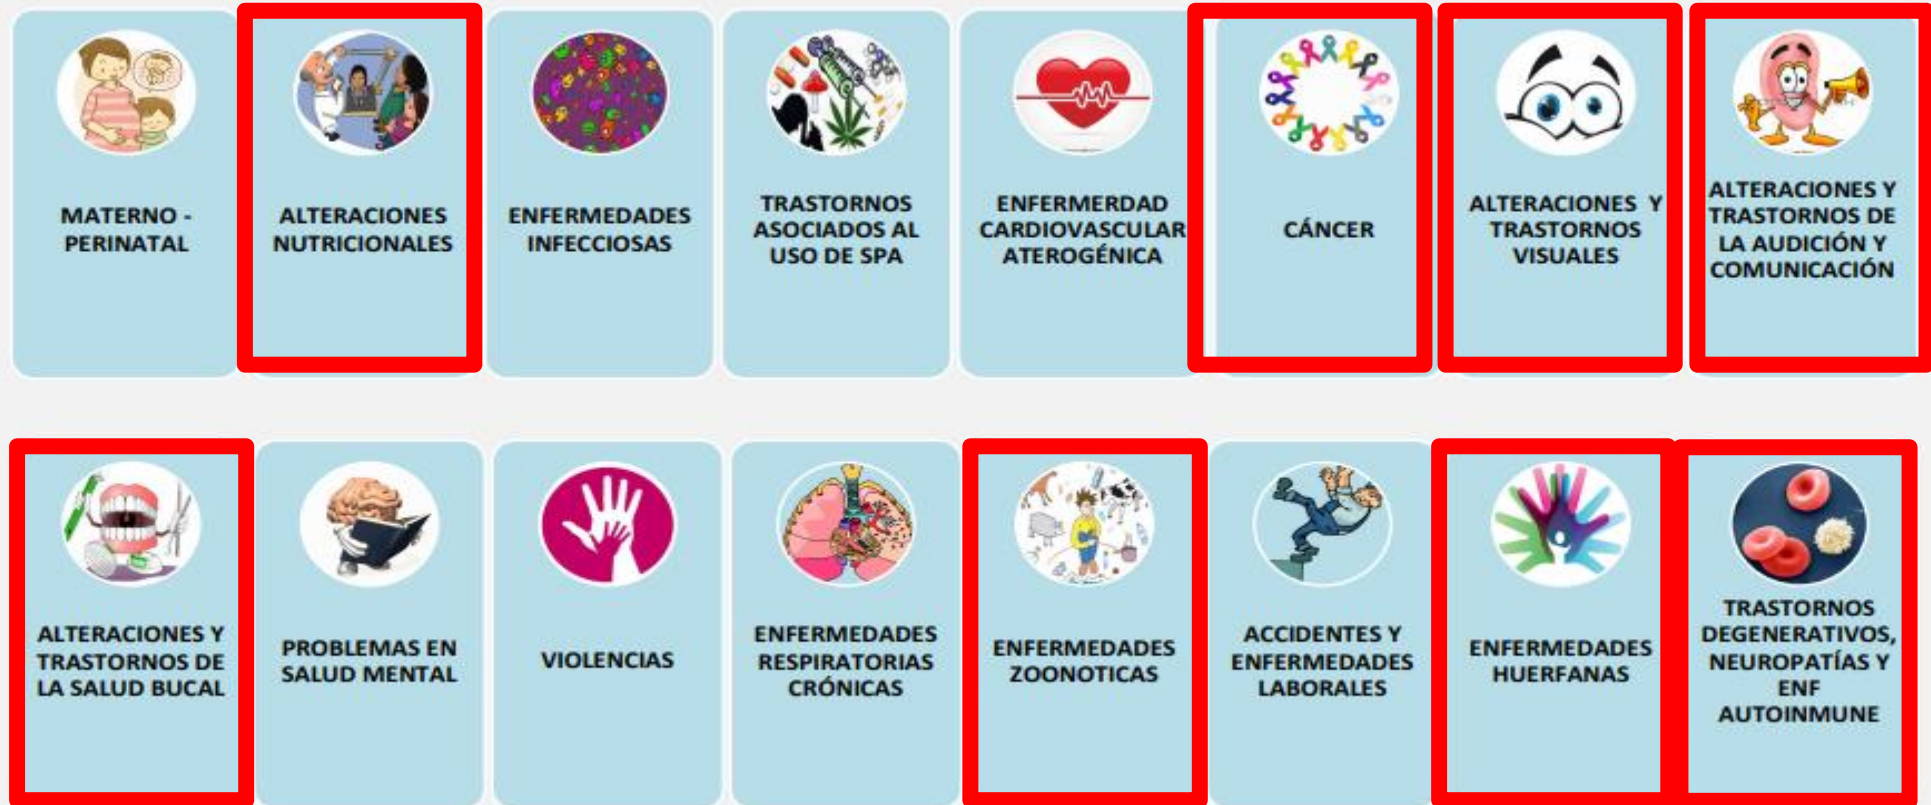 MATERNO -
PERINATAL
ALTERACIONES
NUTRICIONALES
ENFERMEDADES
INFECCIOSAS
TRASTORNOS
ASOCIADOS AL
USO DE SPA
ENFERMERDAD
CARDIOVASCULAR
ATEROGÉNICA
CÁNCER
ALTERACIONES Y
TRASTORNOS
VISUALES
ALTERACIONES Y
TRASTORNOS DE
LA AUDICIÓN Y
COMUNICACIÓN
ALTERACIONES Y
TRASTORNOS DE
LA SALUD BUCAL
PROBLEMAS EN
SALUD MENTAL
VIOLENCIAS
ENFERMEDADES
RESPIRATORIAS
CRÓNICAS
ENFERMEDADES
ZOONOTICAS
ACCIDENTES Y
ENFERMEDADES
LABORALES
ENFERMEDADES
HUERFANAS
TRASTORNOS
DEGENERATIVOS,
NEUROPATÍAS Y
ENF
AUTOINMUNE